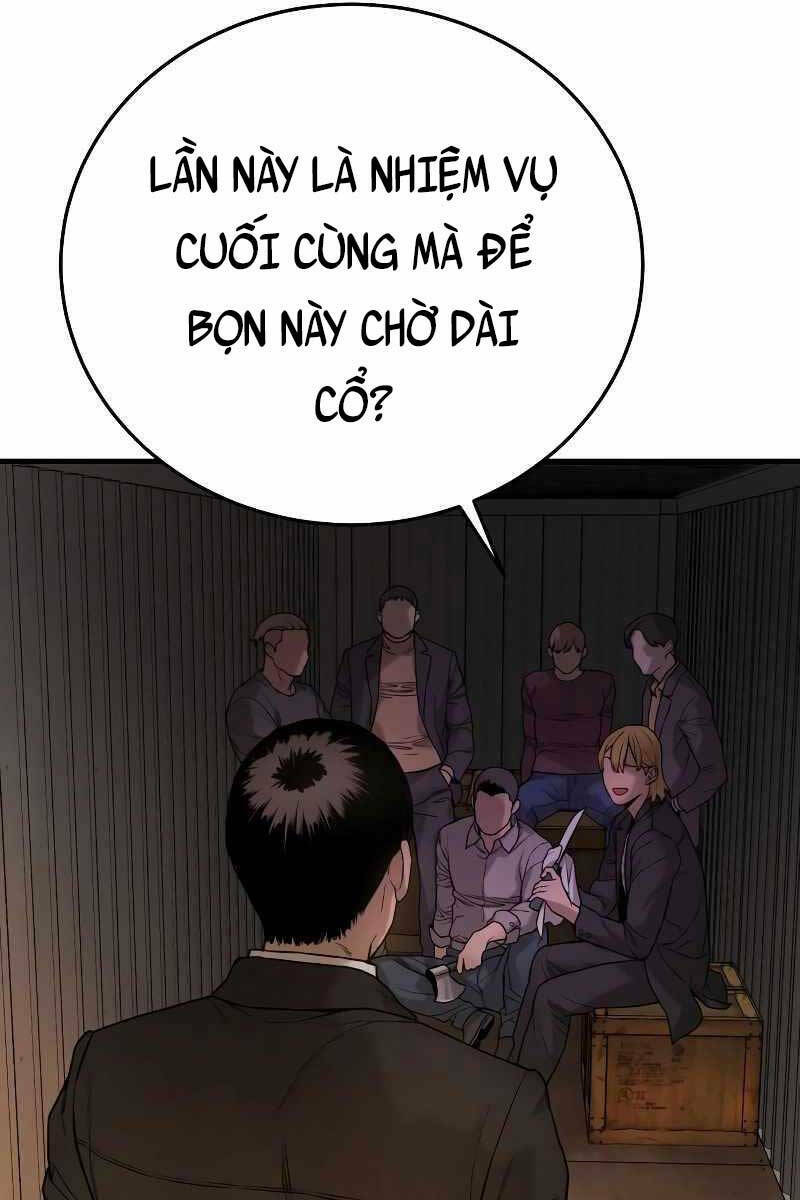 LẦN NÀY LÀ NHIỆM VỤ
CUỐI CÙNG MÀ ĐỂ
BỌN NÀY CHỜ DÀI
CỔ?